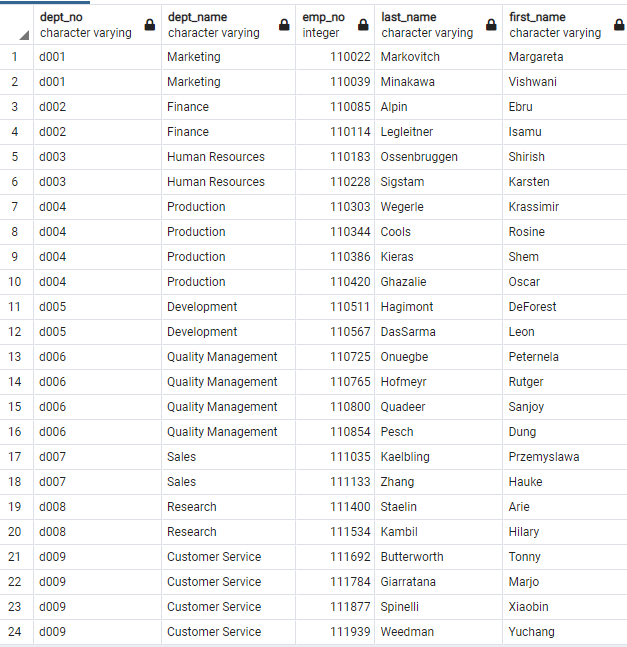 dept_no dept_name emp_no last_name first_name
character varying character varying integer character varying character varying
1 d001 Marketing 110022 Markovitch Margareta
2 d001 Marketing 110039 Minakawa Vishwani
3 d002 Finance 110085 Alpin Ebru
4 d002 Finance 110114 Legleitner Isamu
5 d003 Human Resources 110183 Ossenbruggen Shirish
6 d003 Human Resources 110228 Sigstam Karsten
7 d004 Production 110303 Wegerle Krassimir
8 d004 Production 110344 Cools Rosine
9 d004 Production 110386 Kieras Shem
10 d004 Production 110420 Ghazalie Oscar
11 d005 Development 110511 Hagimont DeForest
12 d005 Development 110567 DasSarma Leon
13 d006 Quality Management 110725 Onuegbe Peternela
14 d006 Quality Management 110765 Hofmeyr Rutger
15 d006 Quality Management 110800 Quadeer Sanjoy
16 d006 Quality Management 110854 Pesch Dung
17 d007 Sales 111035 Kaelbling Przemyslawa
18 d007 Sales 111133 Zhang Hauke
19 d008 Research 111400 Staelin Arie
20 d008 Research 111534 Kambil Hilary
21 d009 Customer Service 111692 Butterworth Tonny
22 d009 Customer Service 111784 Giarratana Marjo
23 d009 Customer Service 111877 Spinelli Xiaobin
24 d009 Customer Service 111939 Weedman Yuchang